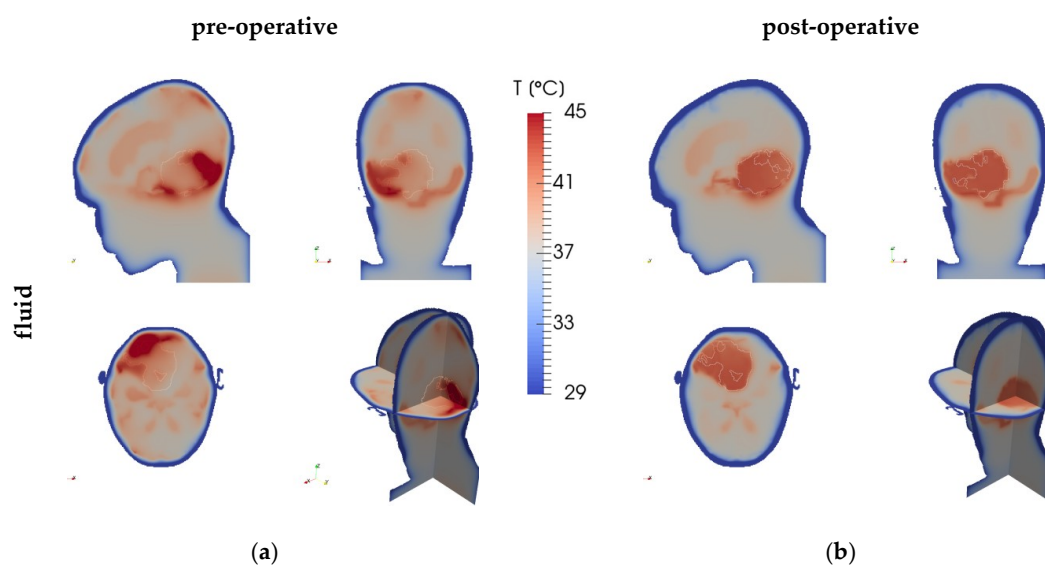 pre-operative
post-operative
T (°C)
45
41
37
33
29
fluid
(a)
(b)